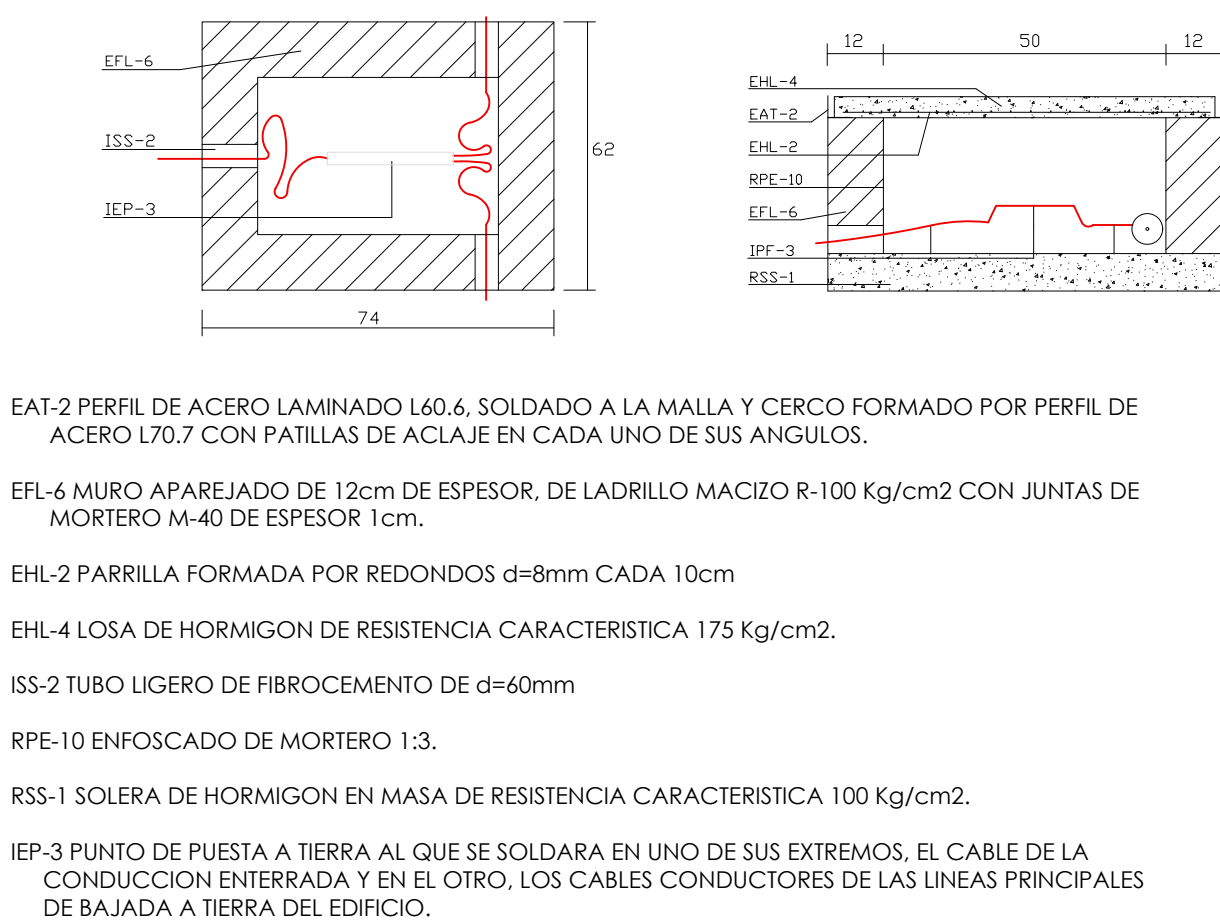 EFL-6
ISS-2
IEP-3
62
74
12 50 12
EHL-4
EAT-2
EHL-2
RPE-10
EFL-6
IPF-3
RSS-1
EAT-2 PERFIL DE ACERO LAMINADO L60.6, SOLDADO A LA MALLA Y CERCO FORMADO POR PERFIL DE
ACERO L70.7 CON PATILLAS DE ACLAJE EN CADA UNO DE SUS ANGULOS.
EFL-6 MURO APAREJADO DE 12cm DE ESPESOR, DE LADRILLO MACIZO R-100 Kg/cm2 CON JUNTAS DE
MORTERO M-40 DE ESPESOR 1cm.
EHL-2 PARRILLA FORMADA POR REDONDOS d=8mm CADA 10cm
EHL-4 LOSA DE HORMIGON DE RESISTENCIA CARACTERISTICA 175 Kg/cm2.
ISS-2 TUBO LIGERO DE FIBROCEMENTO DE d=60mm
RPE-10 ENFOSCADO DE MORTERO 1:3.
RSS-1 SOLERA DE HORMIGON EN MASA DE RESISTENCIA CARACTERISTICA 100 Kg/cm2.
IEP-3 PUNTO DE PUESTA A TIERRA AL QUE SE SOLDARA EN UNO DE SUS EXTREMOS, EL CABLE DE LA
CONDUCCION ENTERRADA Y EN EL OTRO, LOS CABLES CONDUCTORES DE LAS LINEAS PRINCIPALES
DE BAJADA A TIERRA DEL EDIFICIO.